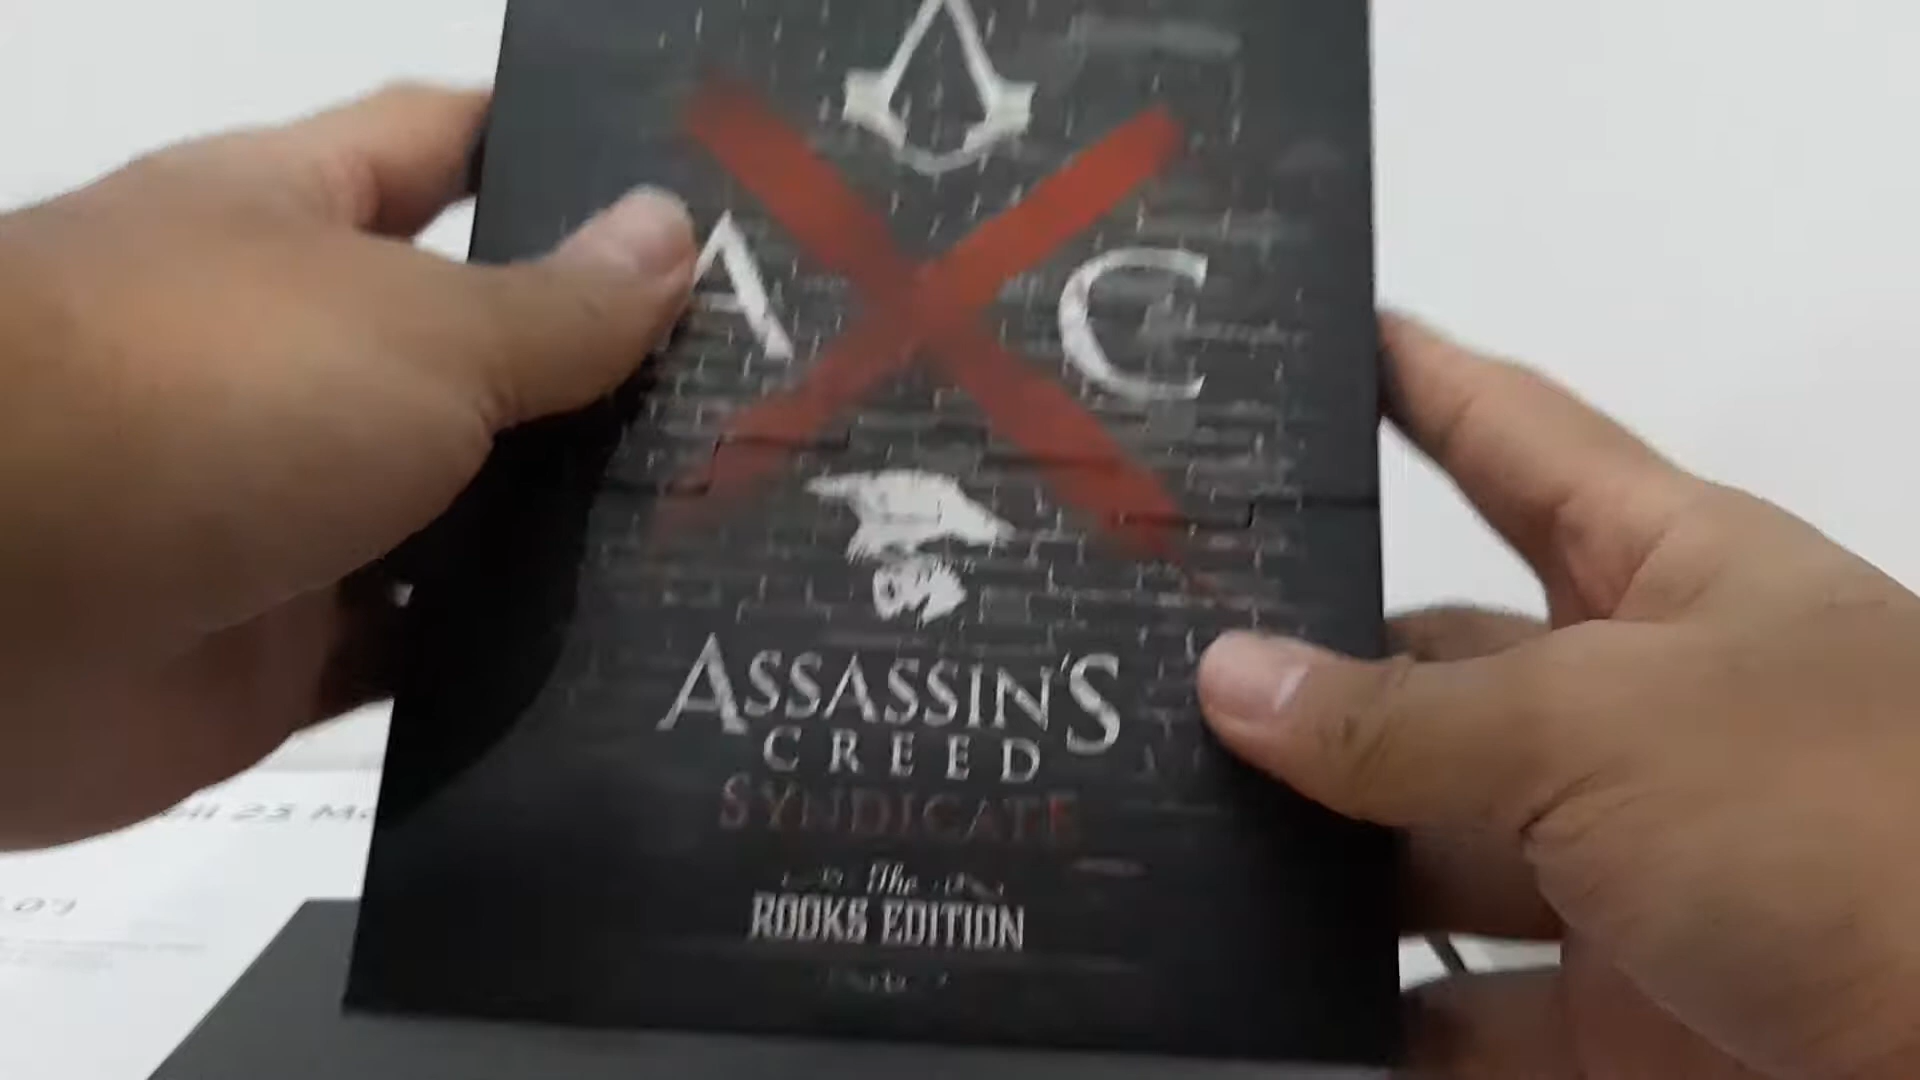 A C
ASSASSIN'S
CREED
SYNDICATE
The
ROOKS EDITION